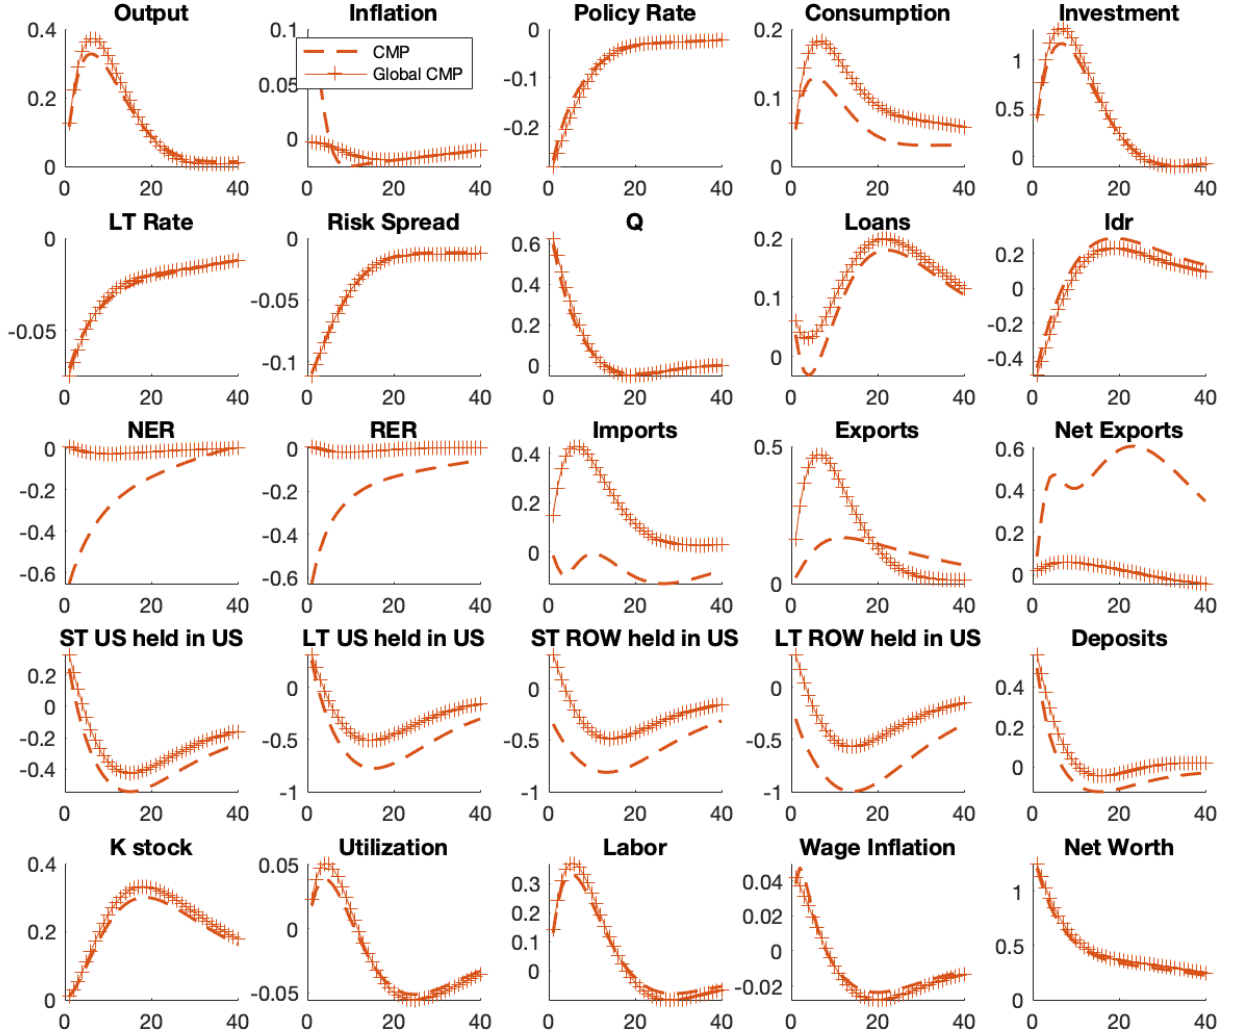 Output
Inflation
Policy Rate
Consumption
Investment
0.4
0.2
0
0 20 40
0.1
0.05
0
CMP
Global CMP
0 20 40
0
-0.1
-0.2
0 20 40
0.2
0.1
0
0 20 40
1
0.5
0
0 20 40
LT Rate
Risk Spread
Q
Loans
ldr
0
-0.05
0 20 40
0
-0.05
-0.1
0 20 40
0.6
0.4
0.2
0
0 20 40
0.2
0.1
0
0 20 40
0.2
0
-0.2
-0.4
0 20 40
NER
RER
Imports
Exports
Net Exports
0
-0.2
-0.4
-0.6
0 20 40
0
-0.2
-0.4
-0.6
0 20 40
0.4
0.2
0
0 20 40
0.5
0
0 20 40
0.6
0.4
0.2
0
0 20 40
ST US held in US
LT US held in US
ST ROW held in US
LT ROW held in US
Deposits
0.2
0
-0.2
-0.4
0 20 40
0
-0.5
-1
0 20 40
0
-0.5
-1
0 20 40
0
-0.5
-1
0 20 40
0.4
0.2
0
0 20 40
K stock
Utilization
Labor
Wage Inflation
Net Worth
0.4
0.2
0
0 20 40
0.05
0
-0.05
0 20 40
0.3
0.2
0.1
0
0 20 40
0.04
0.02
0
-0.02
0 20 40
1
0.5
0
0 20 40